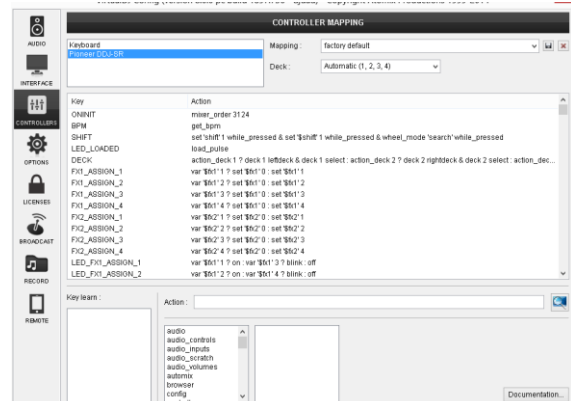 CONTROLLER MAPPING
AUDIO
INTERFACE
CONTROLLERS
OPTIONS
LICENSES
BROADCAST
RECORD
REMOTE
Keyboard
Pioneer DDJ-SR
Mapping : factory default
Deck : Automatic (1, 2, 3, 4)
Key Action
ONINIT mixer_order 3124
BPM get_bpm
SHIFT set 'shift' 1 while_pressed & set '$shift' 1 while_pressed & wheel_mode 'search' while_pressed
LED_LOADED load_pulse
DECK action_deck 1 ? deck 1 leftdeck & deck 1 select : action_deck 2 ? deck 2 rightdeck & deck 2 select : action_dec...
FX1_ASSIGN_1 var '$fx1' 1 ? set '$fx1' 0 : set '$fx1' 1
FX1_ASSIGN_2 var '$fx1' 2 ? set '$fx1' 0 : set '$fx1' 2
FX1_ASSIGN_3 var '$fx1' 3 ? set '$fx1' 0 : set '$fx1' 3
FX1_ASSIGN_4 var '$fx1' 4 ? set '$fx1' 0 : set '$fx1' 4
FX2_ASSIGN_1 var '$fx2' 1 ? set '$fx2' 0 : set '$fx2' 1
FX2_ASSIGN_2 var '$fx2' 2 ? set '$fx2' 0 : set '$fx2' 2
FX2_ASSIGN_3 var '$fx2' 3 ? set '$fx2' 0 : set '$fx2' 3
FX2_ASSIGN_4 var '$fx2' 4 ? set '$fx2' 0 : set '$fx2' 4
LED_FX1_ASSIGN_1 var '$fx1' 1 ? on : var '$fx1' 3 ? blink : off
LED_FX1_ASSIGN_2 var '$fx1' 2 ? on : var '$fx1' 4 ? blink : off
Key learn :
Action :
audio
audio_controls
audio_inputs
audio_scratch
audio_volumes
automix
browser
config
Documentation...